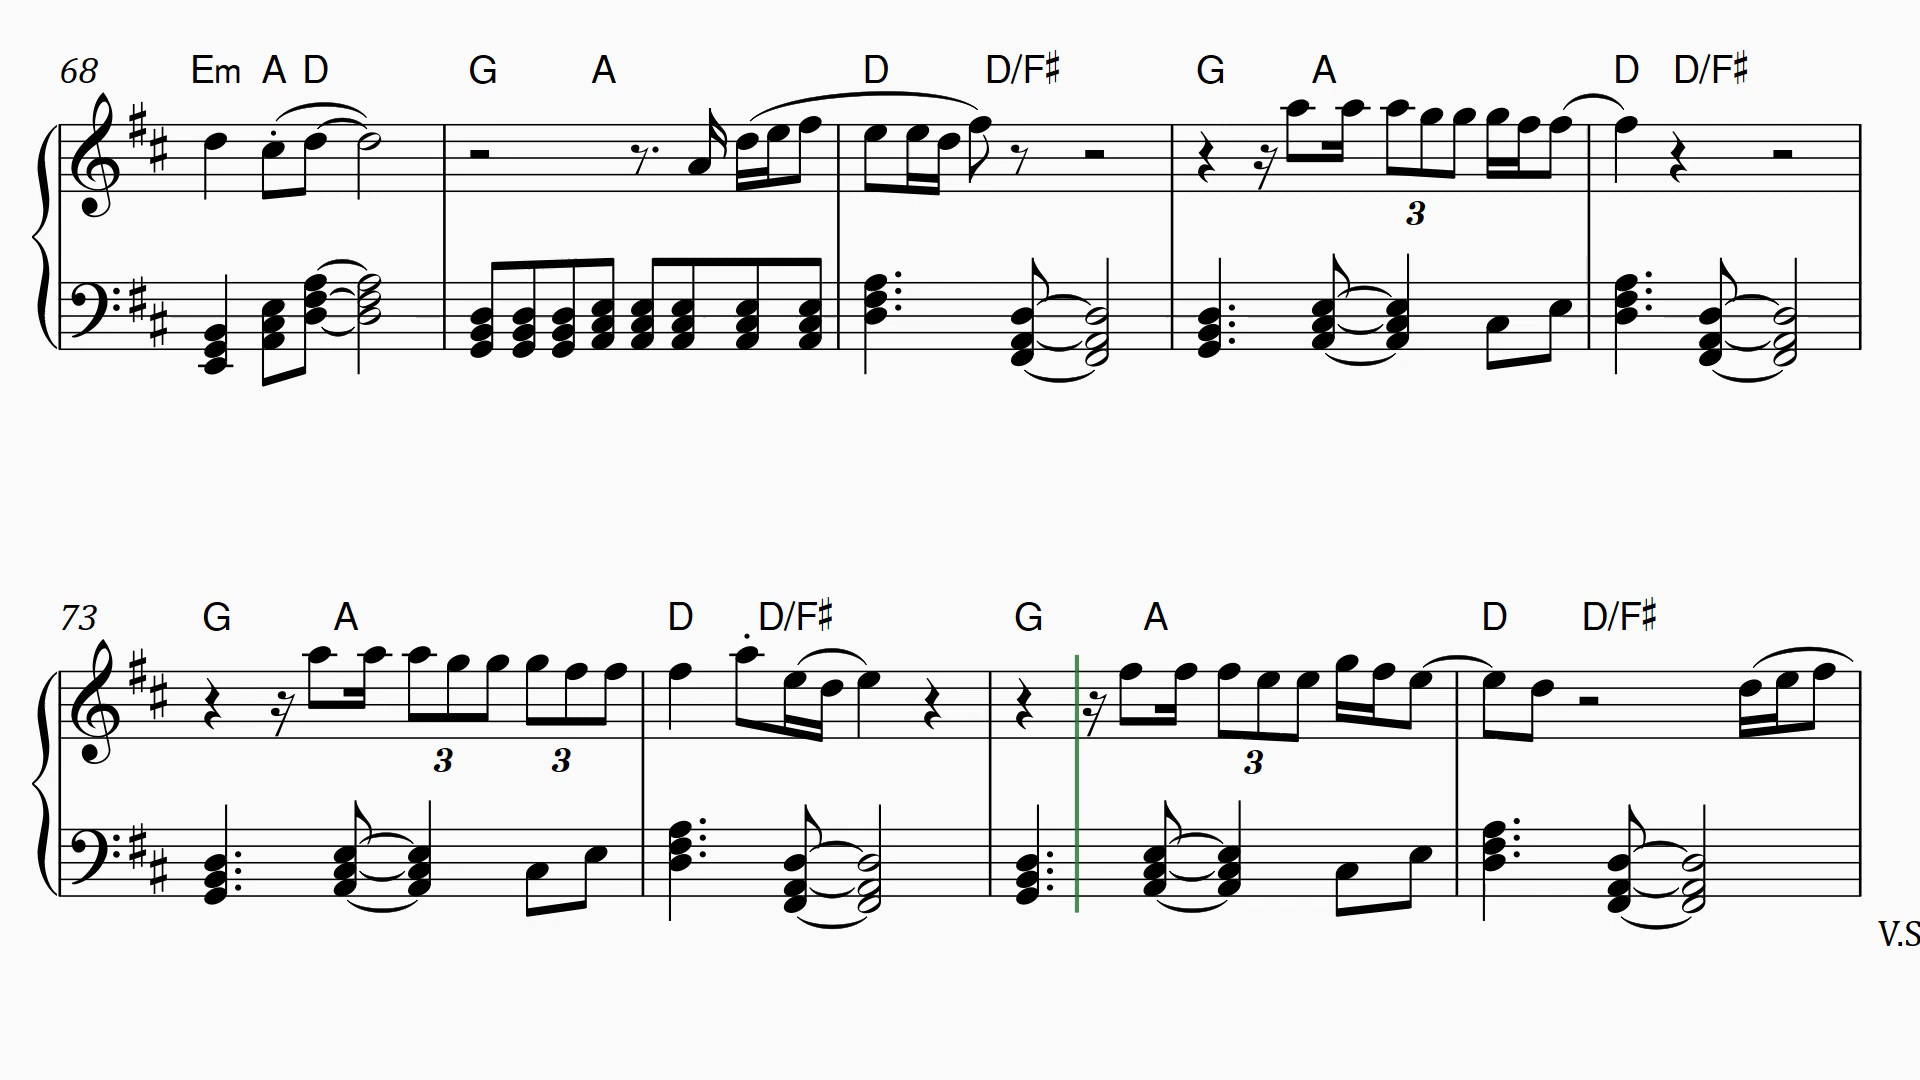 68 Em A D G A D D/F♯ G A D D/F♯
3
73 G A D D/F♯ G A D D/F♯
3 3 3
V.S